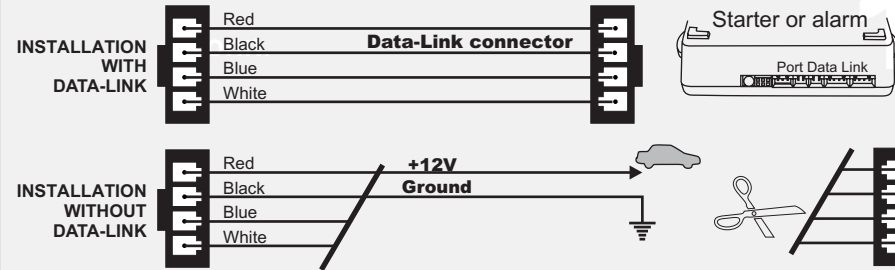 INSTALLATION
WITH
DATA-LINK
Red
Black
Blue
White
Data-Link connector
Starter or alarm
Port Data Link
INSTALLATION
WITHOUT
DATA-LINK
Red
Black
Blue
White
+12V
Ground